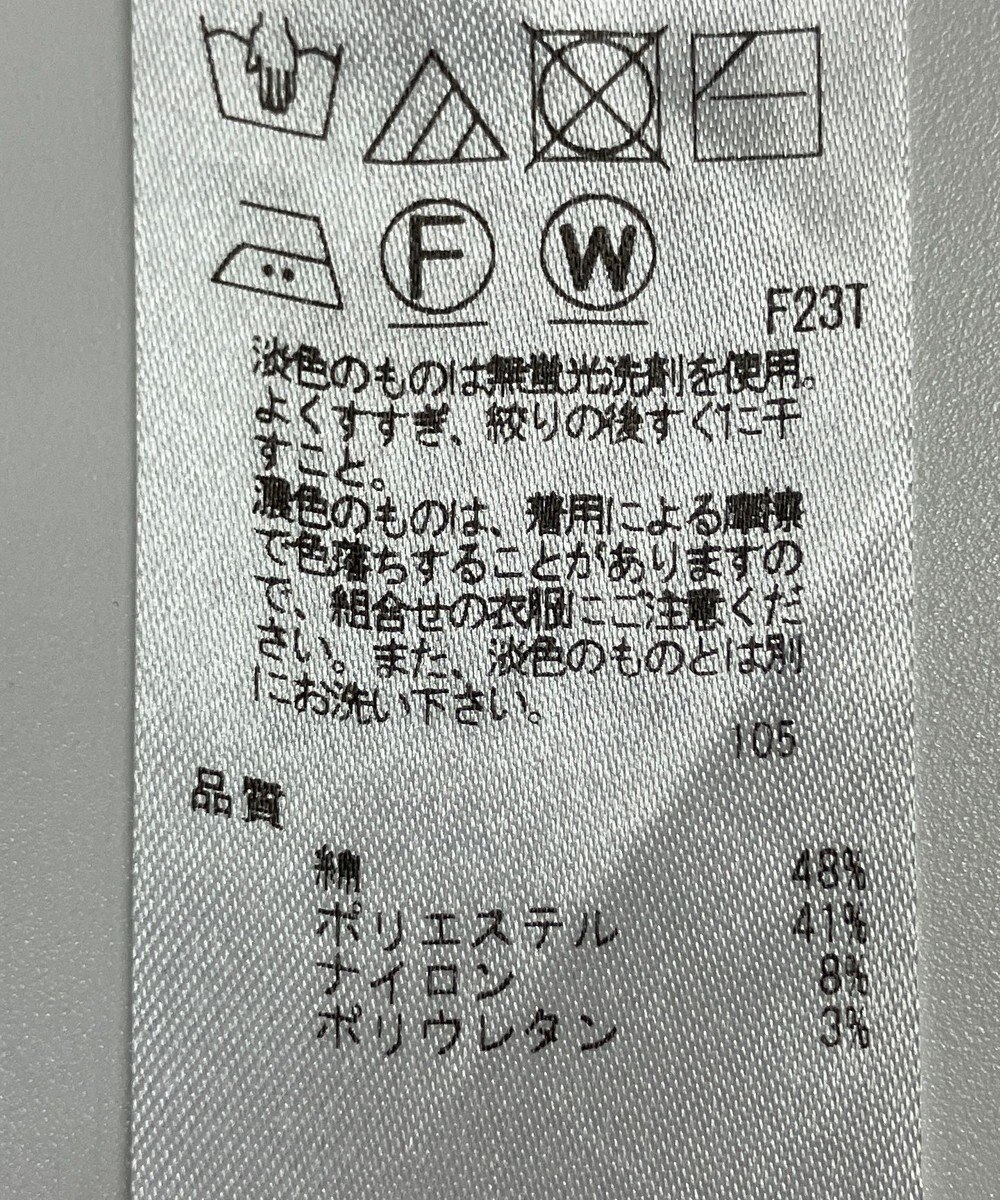 F W
F23T
淡色のものは無蛍光洗剤を使用。
よくすすぎ、絞りの後すぐに干
すこと。
濃色のものは、着用による摩擦
で色落ちすることがありますの
で、組合せの衣服にご注意くだ
さい。また、淡色のものとは別
にお洗い下さい。
105
品質
綿 48%
ポリエステル 41%
ナイロン 8%
ポリウレタン 3%